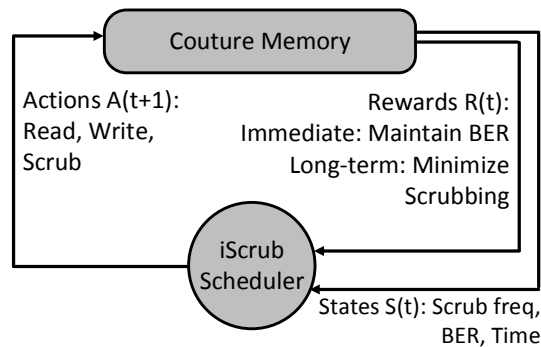 Couture Memory
Actions A(t+1):
Read, Write,
Scrub
Rewards R(t):
Immediate: Maintain BER
Long-term: Minimize
Scrubbing
iScrub
Scheduler
States S(t): Scrub freq,
BER, Time